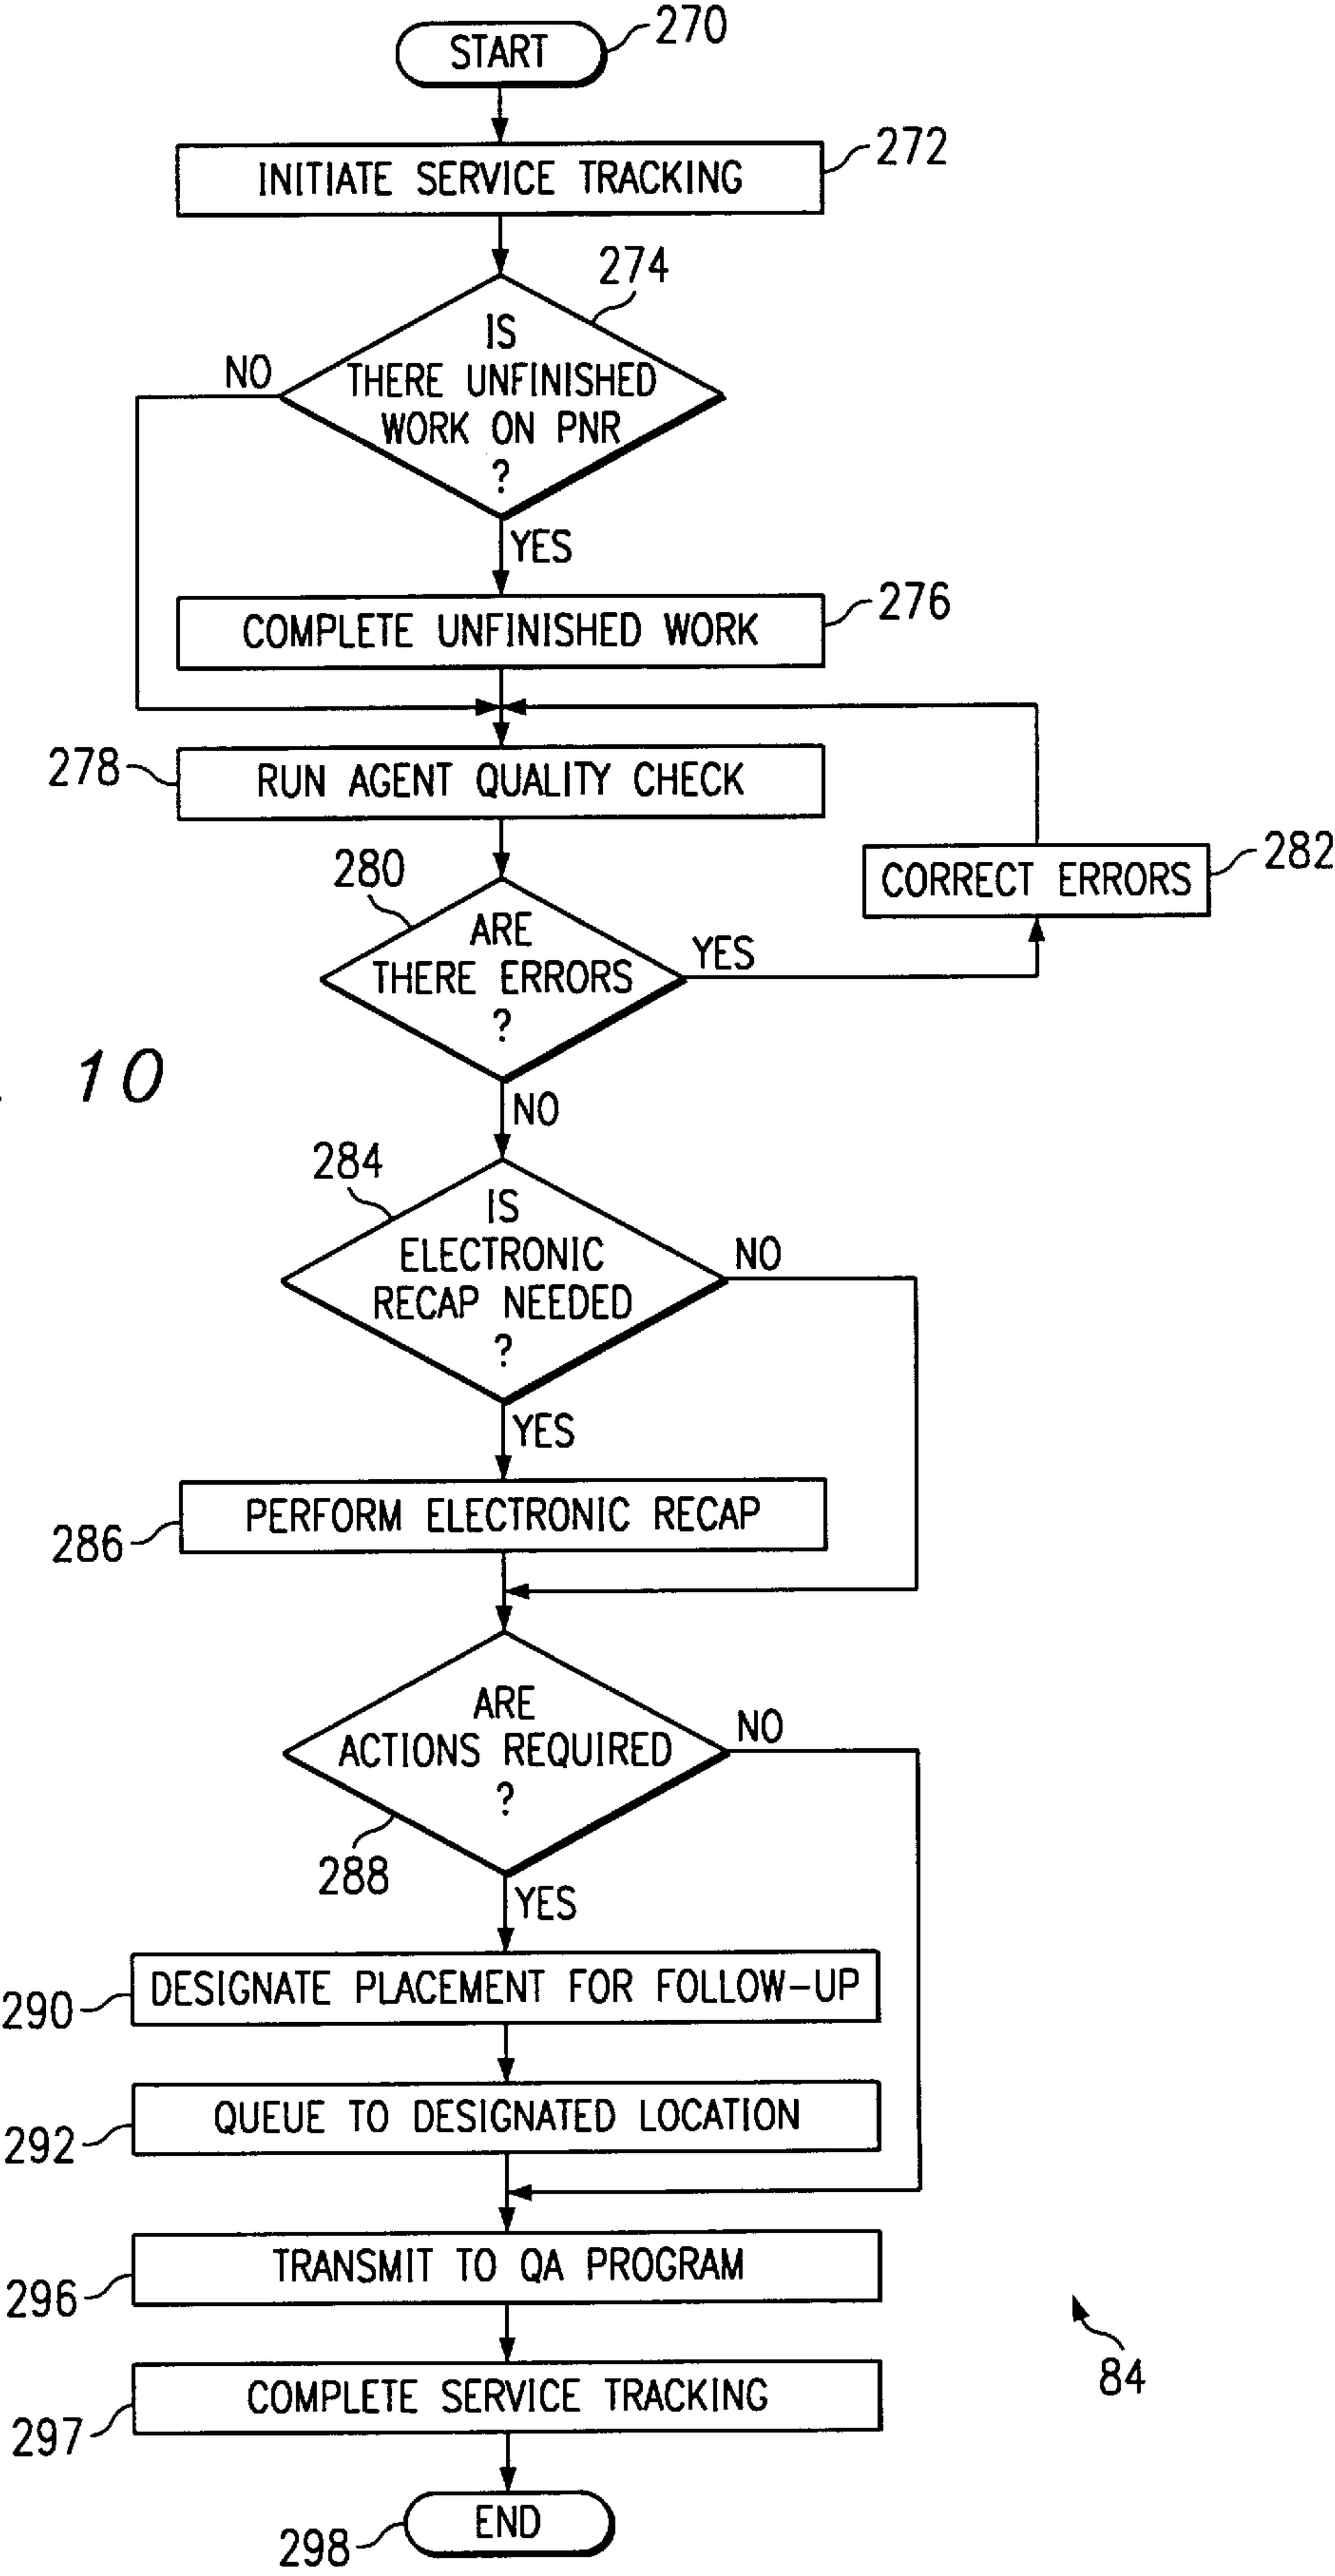 START
270
INITIATE SERVICE TRACKING
272
274
IS
THERE UNFINISHED
WORK ON PNR
?
NO
YES
COMPLETE UNFINISHED WORK
276
278
RUN AGENT QUALITY CHECK
280
ARE
THERE ERRORS
?
YES
CORRECT ERRORS
282
10
NO
284
IS
ELECTRONIC
RECAP NEEDED
?
NO
YES
PERFORM ELECTRONIC RECAP
286
ARE
ACTIONS REQUIRED
?
NO
288
YES
DESIGNATE PLACEMENT FOR FOLLOW-UP
290
QUEUE TO DESIGNATED LOCATION
292
TRANSMIT TO QA PROGRAM
296
84
COMPLETE SERVICE TRACKING
297
END
298